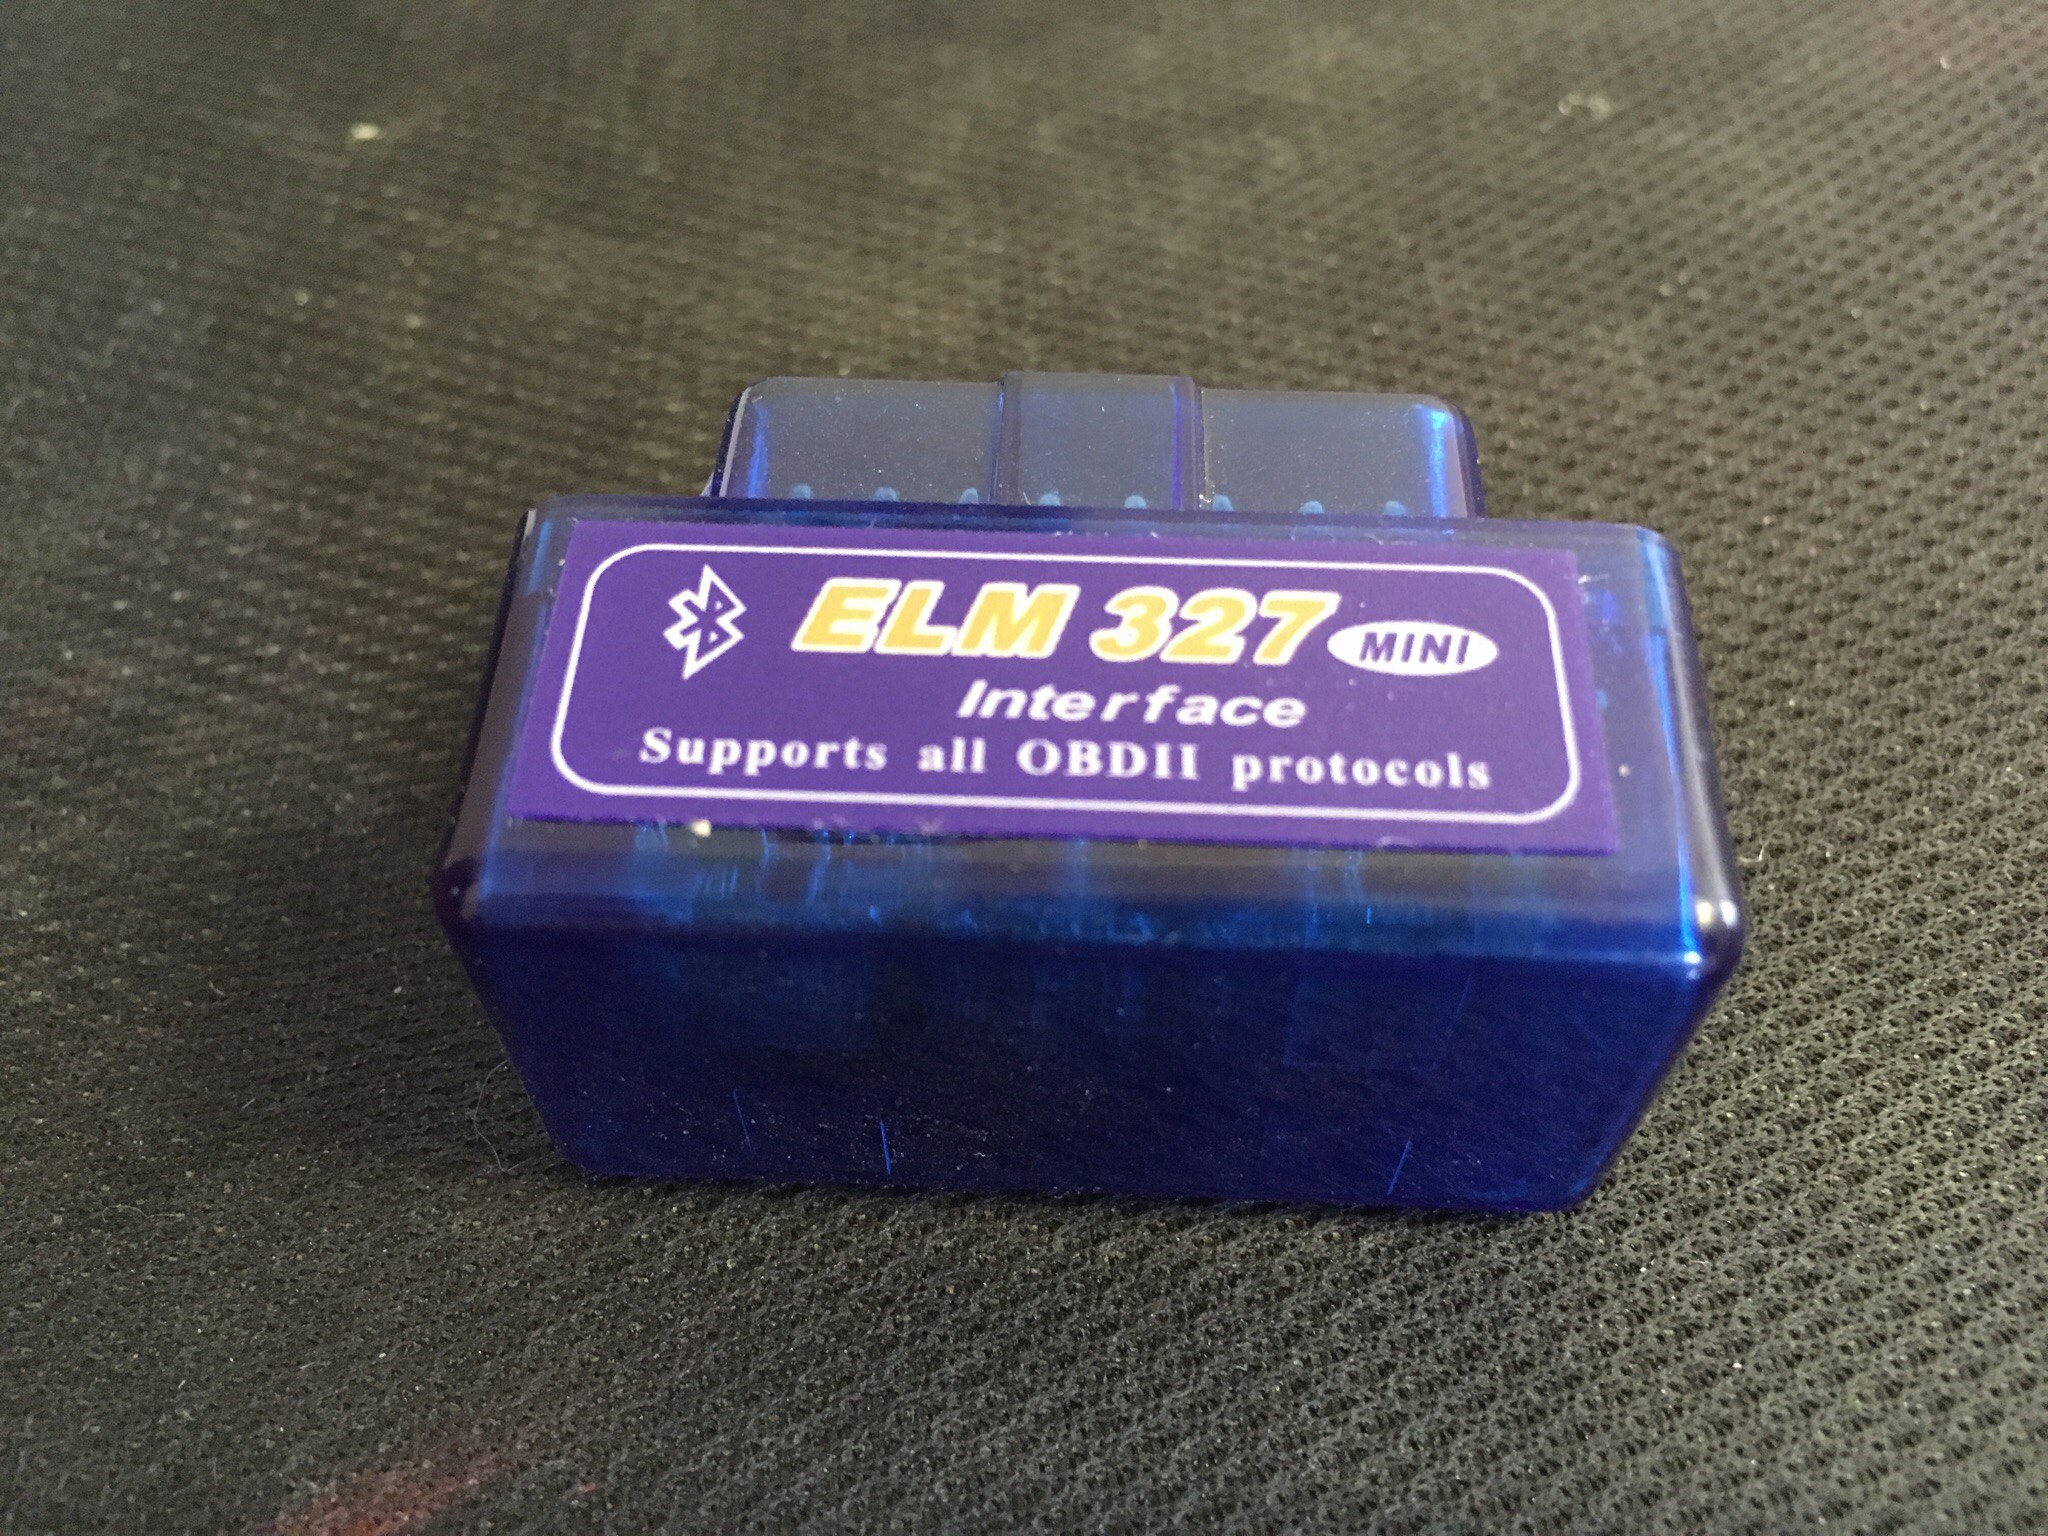 ELM 327 MINI
Interface
Supports all OBDII protocols